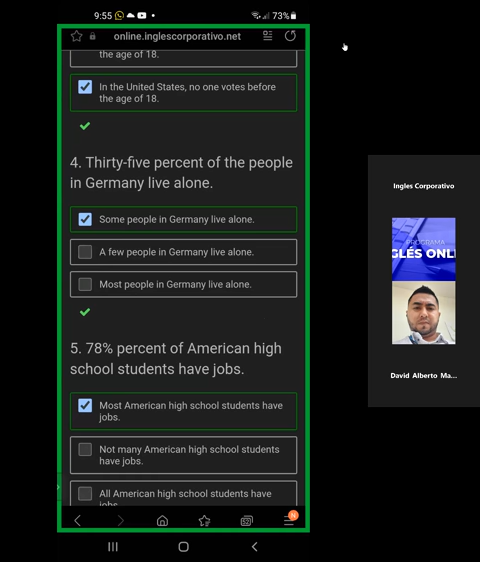 9:55
73%
online.inglescorporativo.net
the age of 18.
In the United States, no one votes before
the age of 18.
4. Thirty-five percent of the people
in Germany live alone.
Some people in Germany live alone.
A few people in Germany live alone.
Most people in Germany live alone.
5. 78% percent of American high
school students have jobs.
Most American high school students have
jobs.
Not many American high school students
have jobs.
All American high school students have
jobs.
N
Ingles Corporativo
PROGRAMA
GLÉS ONLI
David Alberto Ma...